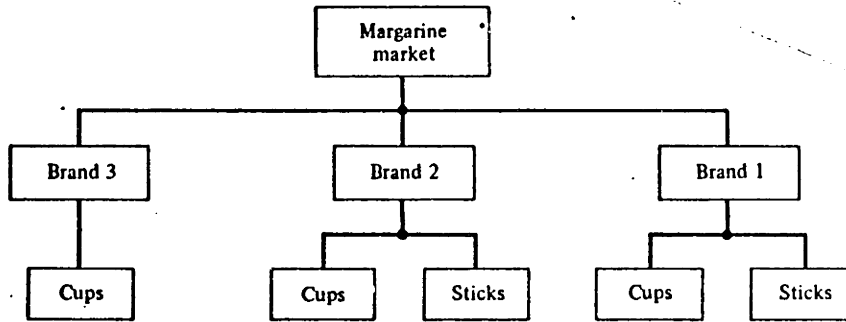 Margarine
market
Brand 3
Brand 2
Brand 1
Cups
Cups
Sticks
Cups
Sticks